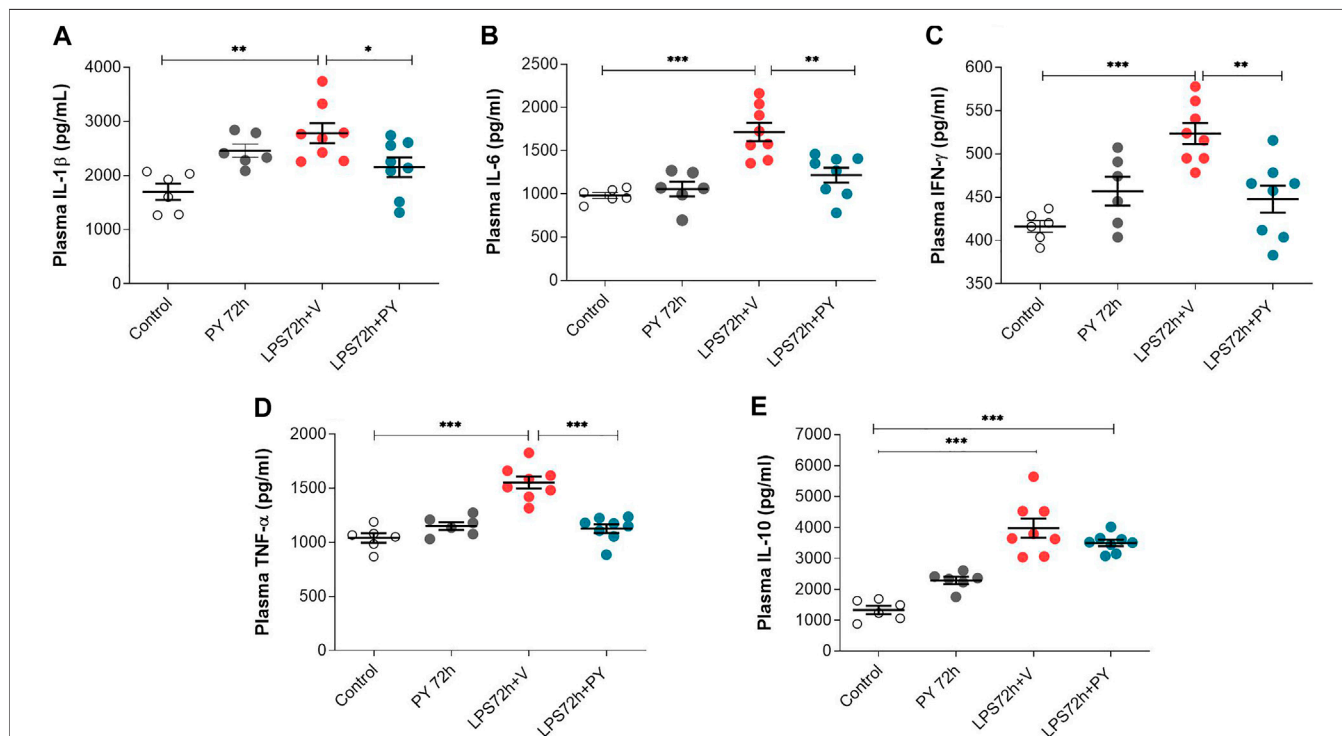 A
** *
Plasma IL-1β (pg/mL)
4000
3000
2000
1000
0
Control
PY 72h
LPS72h+V
LPS72h+PY
B
*** **
Plasma IL-6 (pg/ml)
2500
2000
1500
1000
500
0
Control
PY 72h
LPS72h+V
LPS72h+PY
C
*** **
Plasma IFN-γ (pg/ml)
600
550
500
450
400
350
Control
PY 72h
LPS72h+V
LPS72h+PY
D
*** ***
Plasma TNF-α (pg/ml)
2000
1500
1000
500
0
Control
PY 72h
LPS72h+V
LPS72h+PY
E
***
***
Plasma IL-10 (pg/ml)
7000
6000
5000
4000
3000
2000
1000
0
Control
PY 72h
LPS72h+V
LPS72h+PY